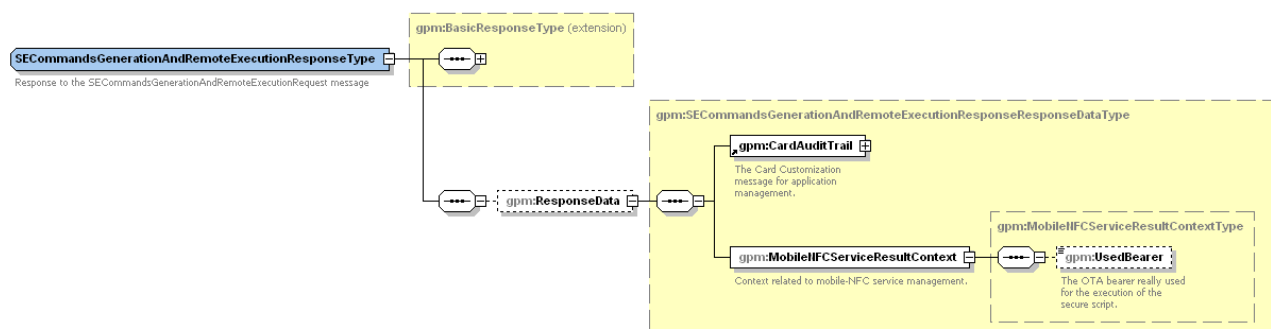 gpm:BasicResponseType (extension)
SECommandsGenerationAndRemoteExecutionResponseType
Response to the SECommandsGenerationAndRemoteExecutionRequest message
gpm:SECommandsGenerationAndRemoteExecutionResponseResponseDataType
gpm:CardAuditTrail
The Card Customization
message for application
management.
gpm:ResponseData
gpm:MobileNFCServiceResultContextType
gpm:MobileNFCServiceResultContext
Context related to mobile-NFC service management.
gpm:UsedBearer
The OTA bearer really used
for the execution of the
secure script.